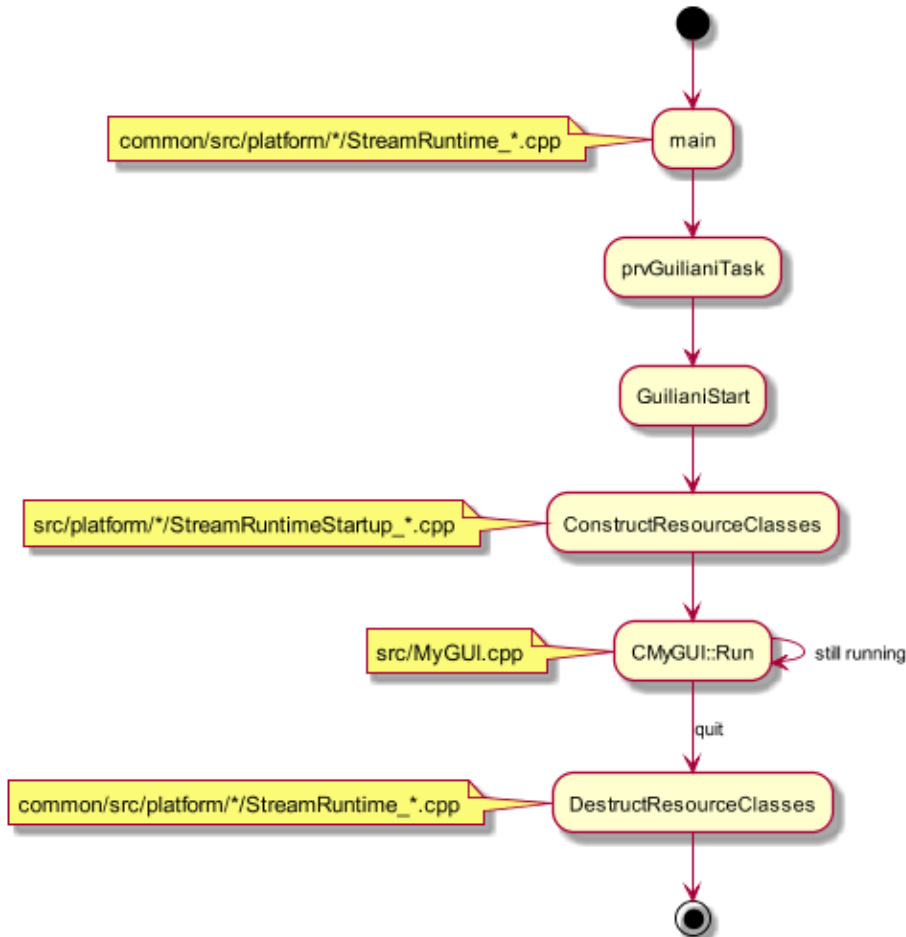 common/src/platform/*/StreamRuntime_*.cpp
main
prvGuilianiTask
GuilianiStart
src/platform/*/StreamRuntimeStartup_*.cpp
ConstructResourceClasses
src/MyGUI.cpp
CMyGUI::Run
still running
quit
common/src/platform/*/StreamRuntime_*.cpp
DestructResourceClasses